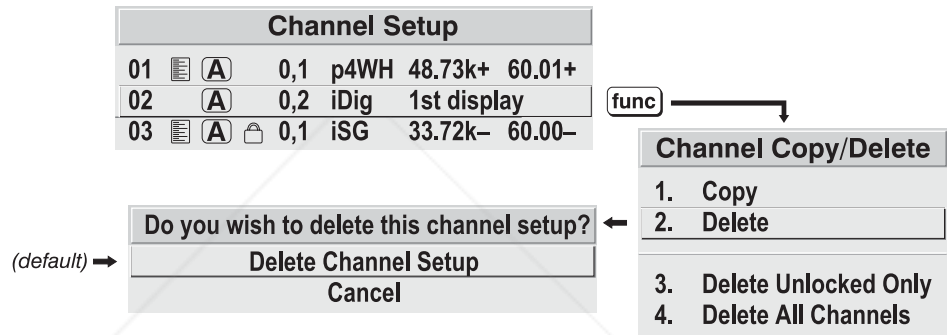 Channel Setup
01 A 0,1 p4WH 48.73k+ 60.01+
02 A 0,2 iDig 1st display
03 A 0,1 iSG 33.72k– 60.00–
func
Channel Copy/Delete
1. Copy
2. Delete
3. Delete Unlocked Only
4. Delete All Channels
Do you wish to delete this channel setup?
(default) Delete Channel Setup
Cancel